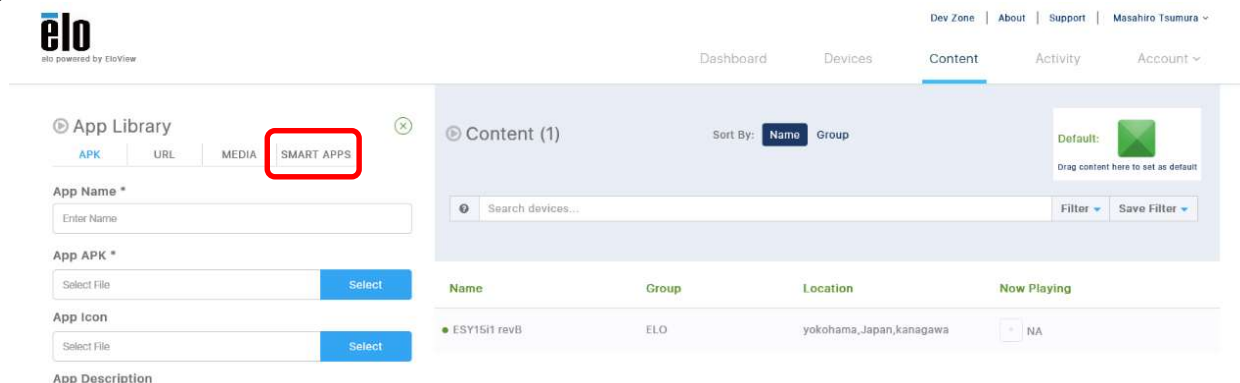 elo
elo powered by EloView
Dev Zone | About | Support | Masahiro Tsumura
Dashboard Devices Content Activity Account
App Library
APK URL MEDIA SMART APPS
App Name *
Enter Name
App APK *
Select File Select
App Icon
Select File Select
App Description
Content (1)
Sort By: Name Group
Default:
Drag content here to set as default
Search devices...
Filter Save Filter
Name Group Location Now Playing
ESY15i1 revB ELO yokohama,Japan,kanagawa NA